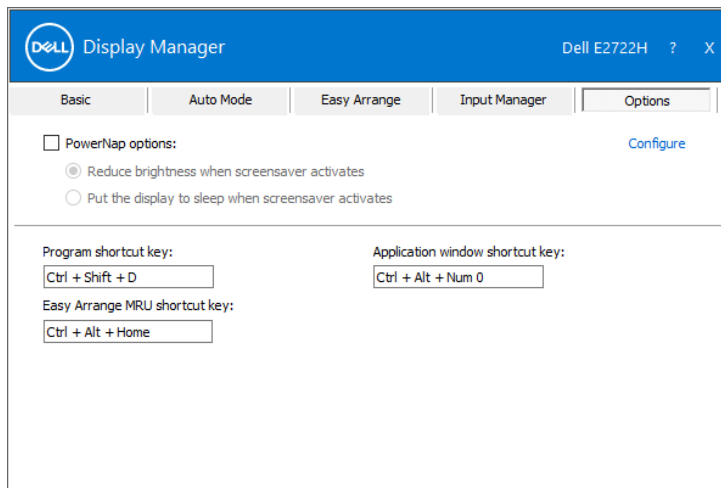 DELL Display Manager Dell E2722H ? X
Basic Auto Mode Easy Arrange Input Manager Options
PowerNap options: Configure
Reduce brightness when screensaver activates
Put the display to sleep when screensaver activates
Program shortcut key: Application window shortcut key:
Ctrl + Shift + D Ctrl + Alt + Num 0
Easy Arrange MRU shortcut key:
Ctrl + Alt + Home